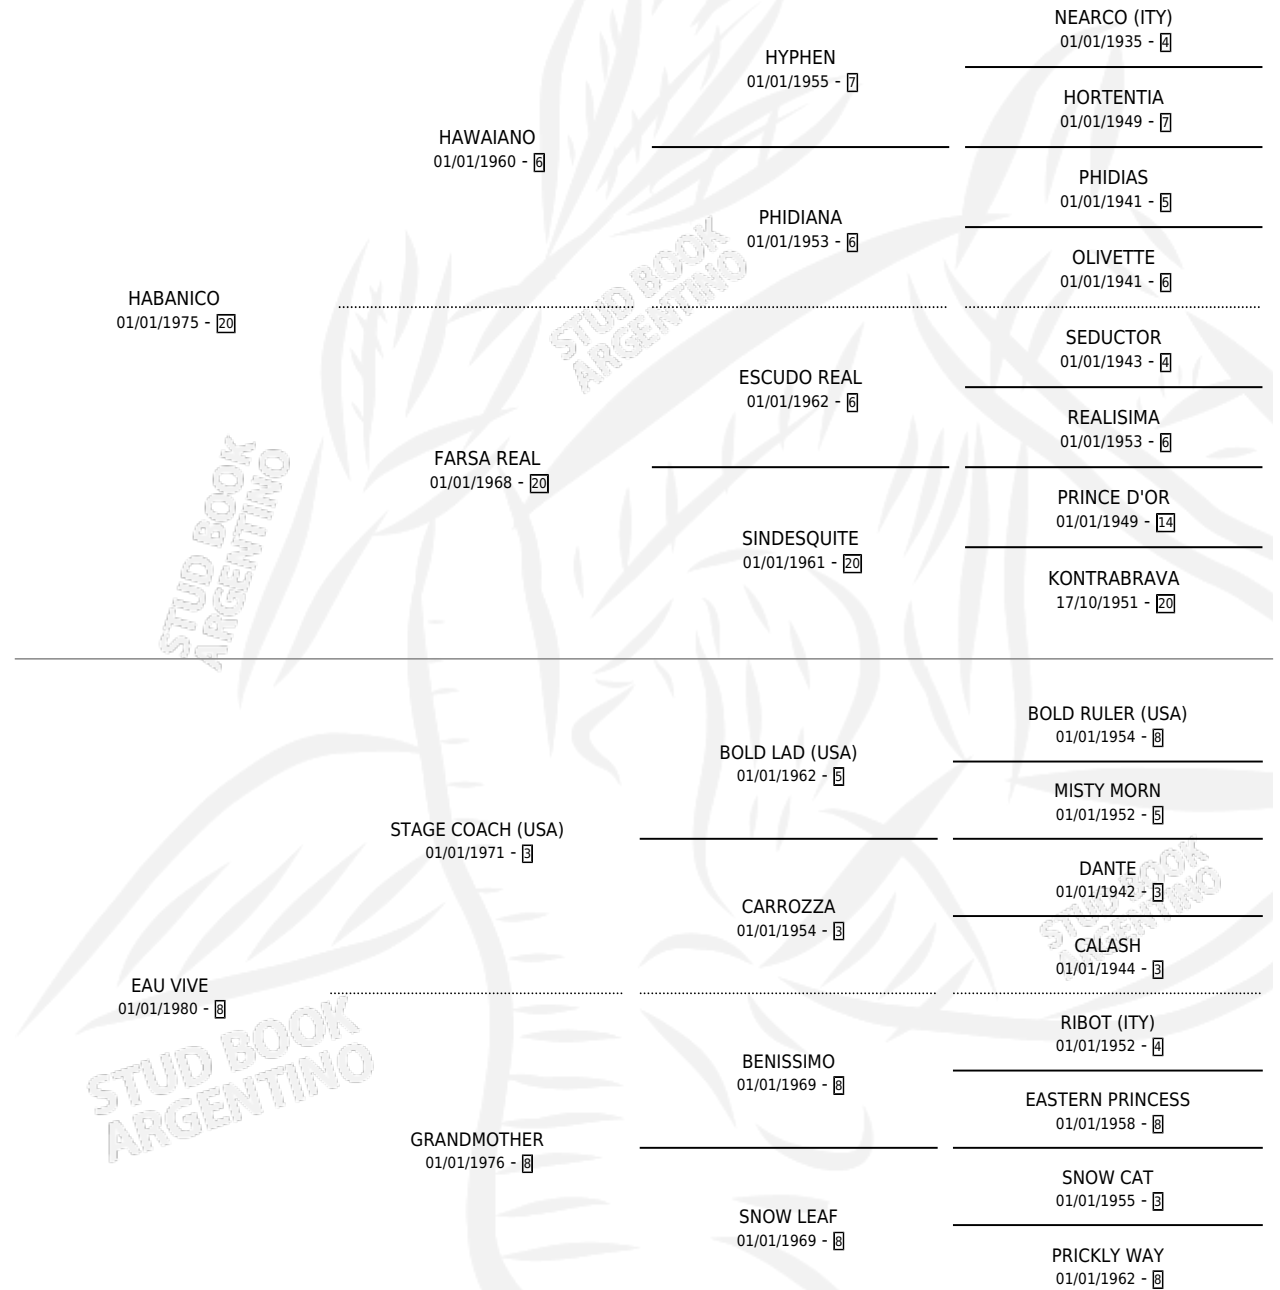 NEARCO (ITY)
01/01/1935 - 4
HYPHEN
01/01/1955 - 7
HORTENTIA
01/01/1949 - 7
HAWAIANO
01/01/1960 - 6
PHIDIAS
01/01/1941 - 5
PHIDIANA
01/01/1953 - 6
OLIVETTE
01/01/1941 - 6
HABANICO
01/01/1975 - 20
SEDUCTOR
01/01/1943 - 4
ESCUDO REAL
01/01/1962 - 6
REALISIMA
01/01/1953 - 6
FARSA REAL
01/01/1968 - 20
PRINCE D'OR
01/01/1949 - 14
SINDESQUITE
01/01/1961 - 20
KONTRABRAVA
17/10/1951 - 20
BOLD RULER (USA)
01/01/1954 - 8
BOLD LAD (USA)
01/01/1962 - 5
MISTY MORN
01/01/1952 - 5
STAGE COACH (USA)
01/01/1971 - 3
DANTE
01/01/1942 - 3
CARROZZA
01/01/1954 - 3
CALASH
01/01/1944 - 3
EAU VIVE
01/01/1980 - 8
RIBOT (ITY)
01/01/1952 - 4
BENISSIMO
01/01/1969 - 8
EASTERN PRINCESS
01/01/1958 - 8
GRANDMOTHER
01/01/1976 - 8
SNOW CAT
01/01/1955 - 3
SNOW LEAF
01/01/1969 - 8
PRICKLY WAY
01/01/1962 - 8
STUD BOOK
ARGENTINO
STUD BOOK
ARGENTINO
STUD BOOK
ARGENTINO
STUD BOOK
ARGENTINO